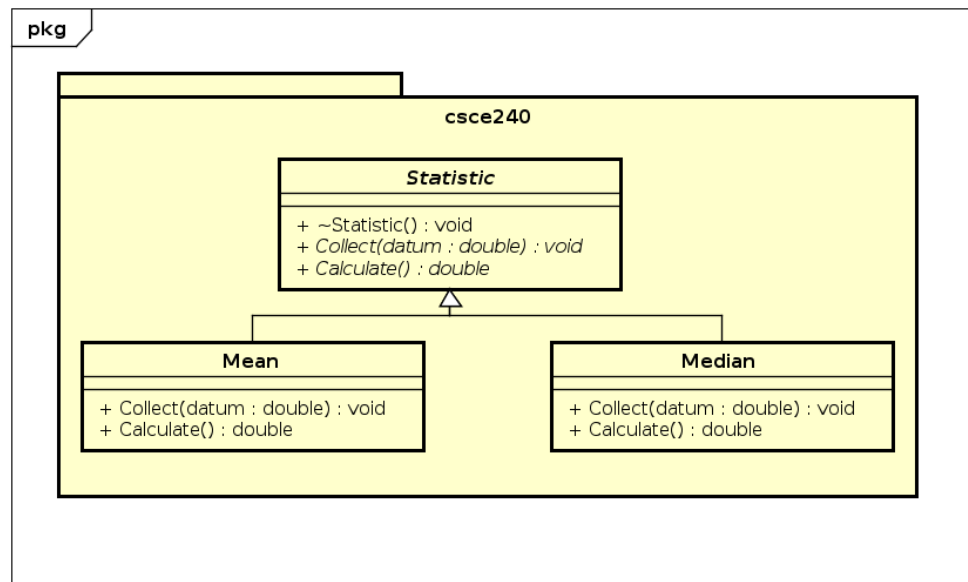 pkg
csce240
Statistic
+ ~Statistic() : void
+ Collect(datum : double) : void
+ Calculate() : double
Mean
+ Collect(datum : double) : void
+ Calculate() : double
Median
+ Collect(datum : double) : void
+ Calculate() : double